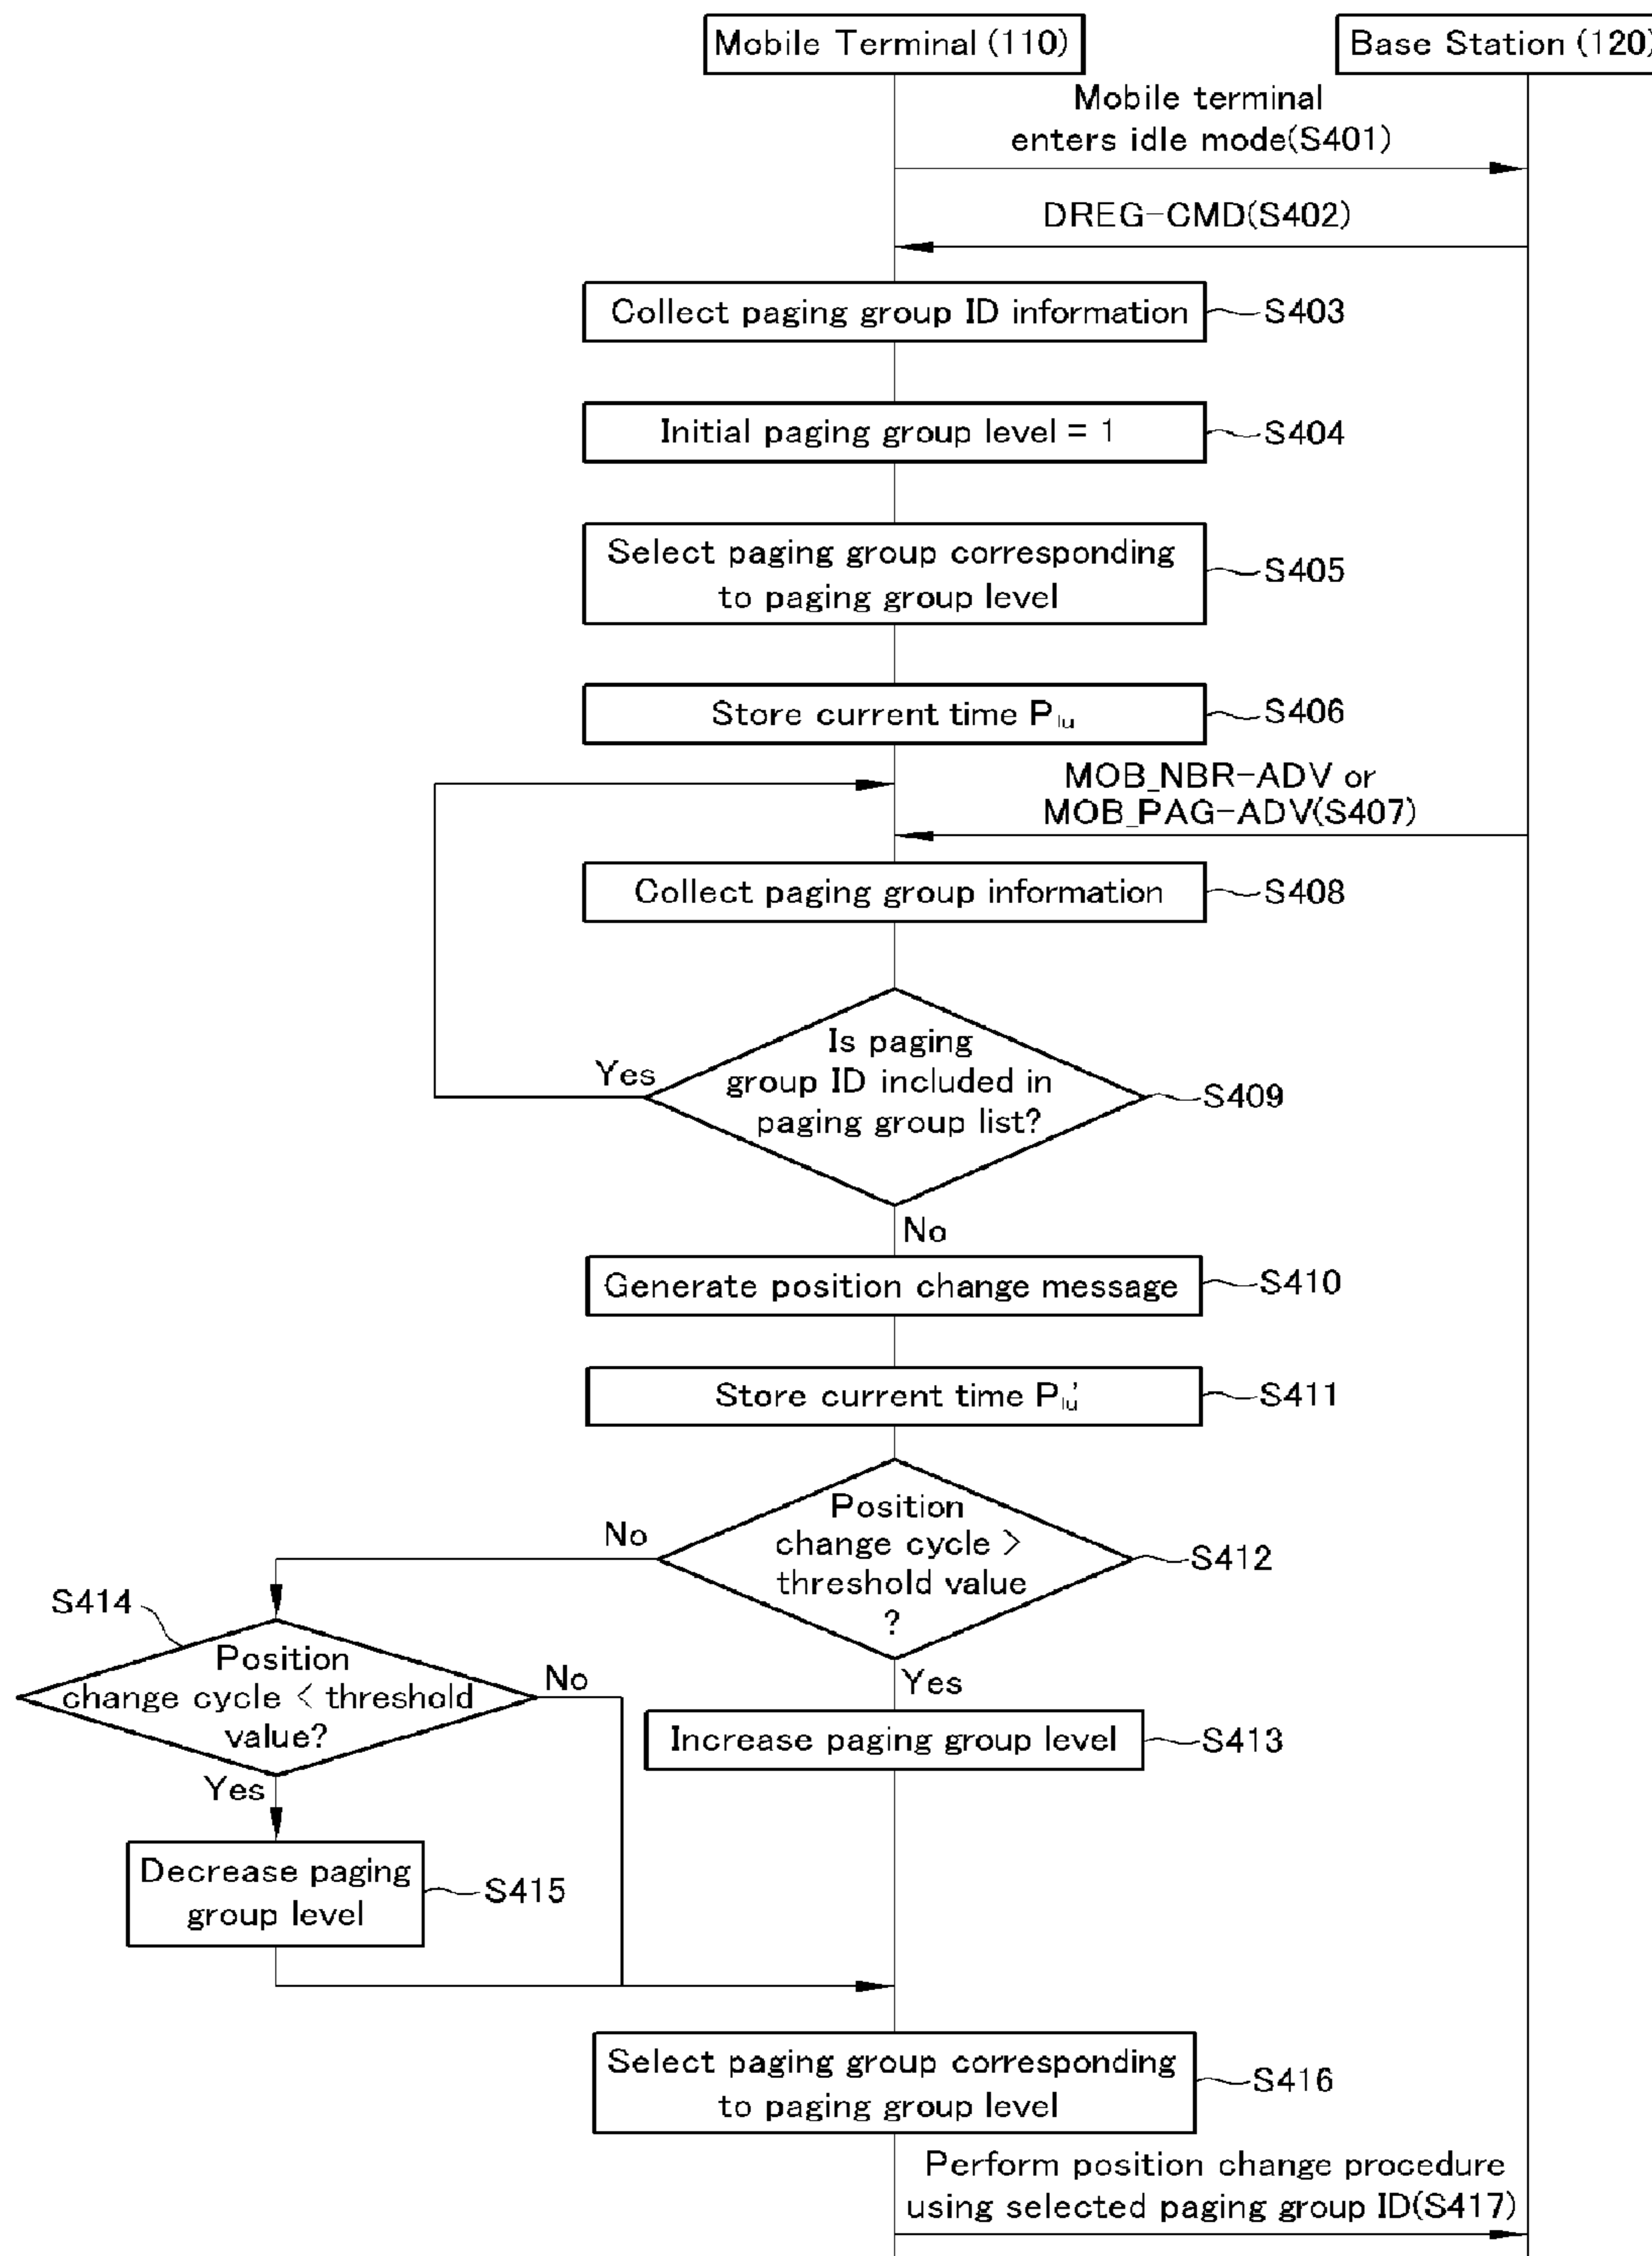 Mobile Terminal (110)
Base Station (120)
Mobile terminal
enters idle mode(S401)
DREG-CMD(S402)
Collect paging group ID information
S403
Initial paging group level = 1
S404
Select paging group corresponding
to paging group level
S405
Store current time Plu
S406
MOB_NBR-ADV or
MOB_PAG-ADV(S407)
Collect paging group information
S408
Is paging
group ID included in
paging group list?
Yes
S409
No
Generate position change message
S410
Store current time Plu'
S411
Position
change cycle >
threshold value
?
No
S412
S414
Position
change cycle < threshold
value?
No
Yes
Yes
Increase paging group level
S413
Decrease paging
group level
S415
Select paging group corresponding
to paging group level
S416
Perform position change procedure
using selected paging group ID(S417)